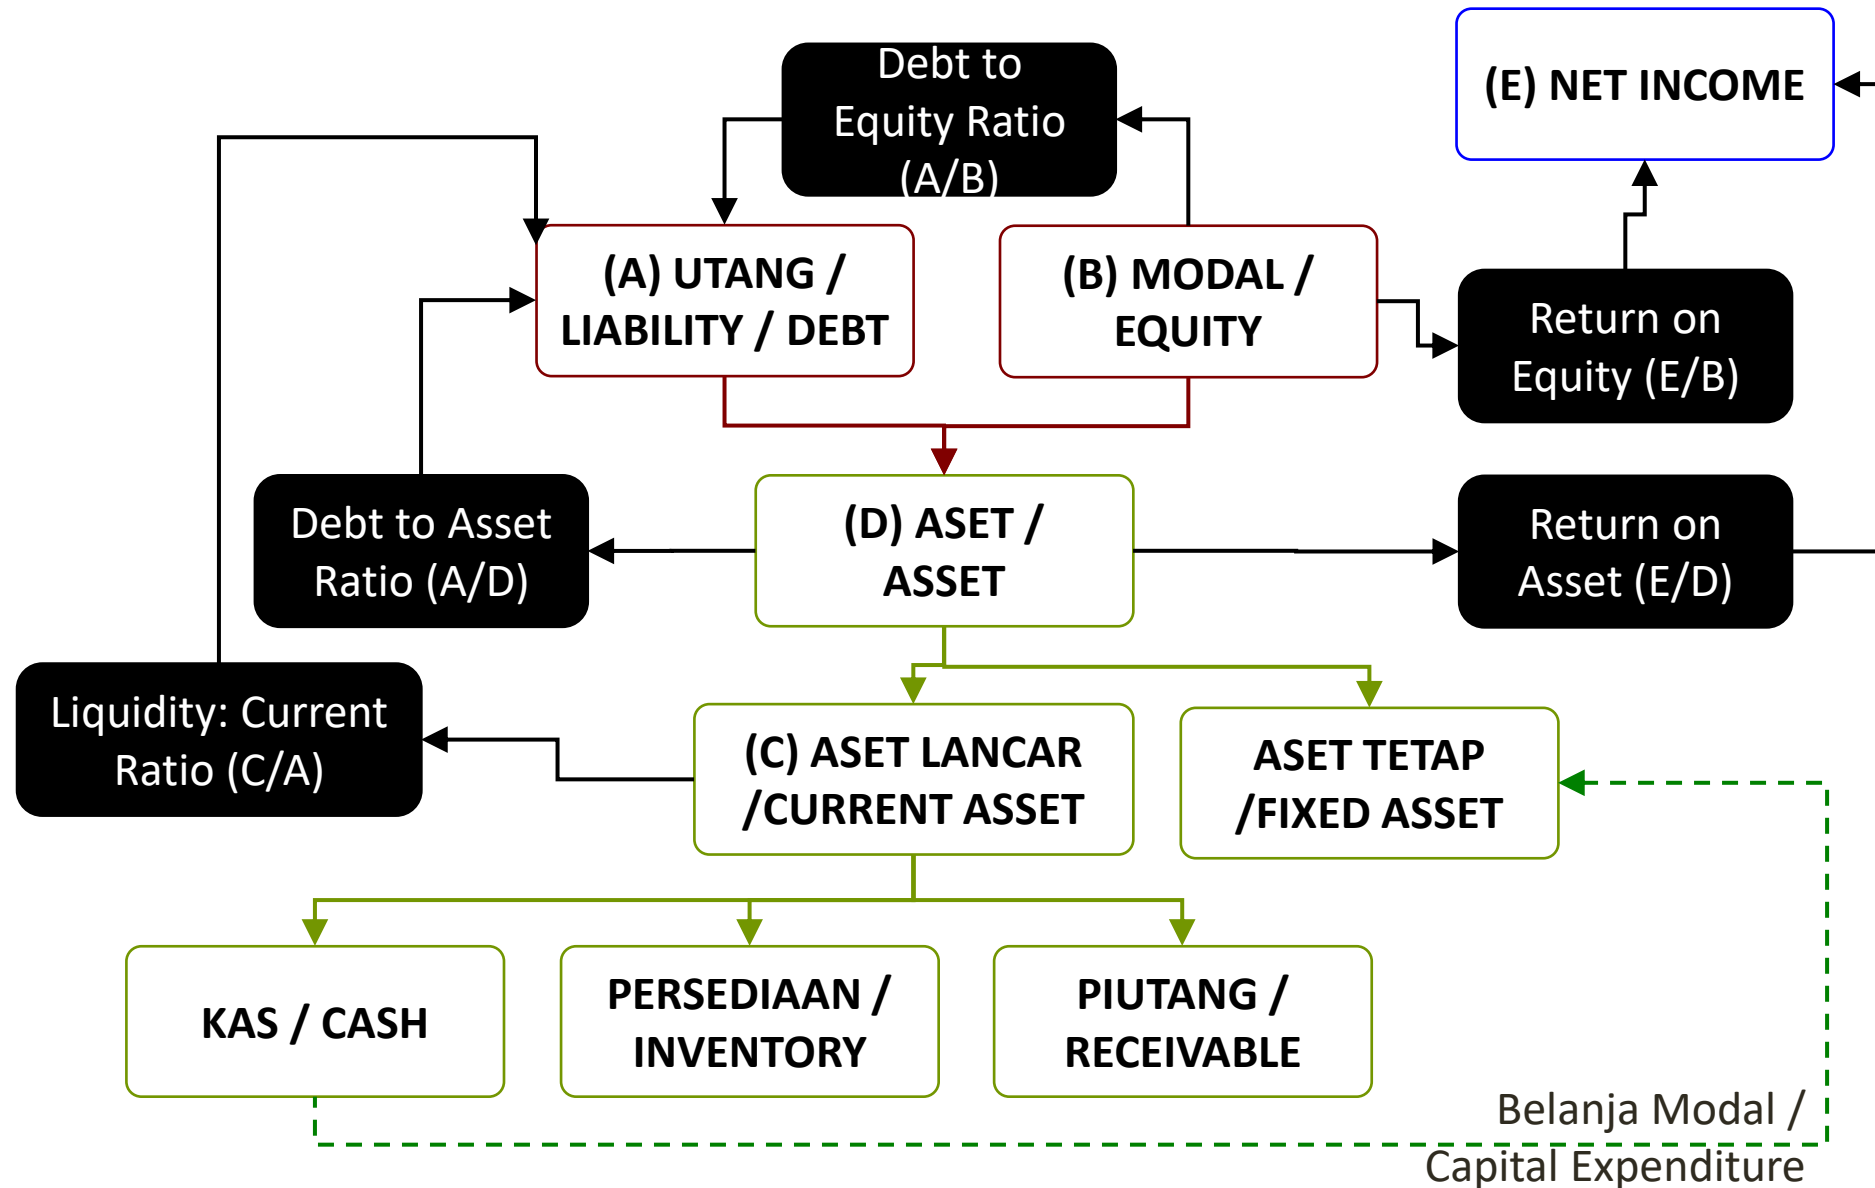 Debt to
Equity Ratio
(A/B)
(E) NET INCOME
(A) UTANG /
LIABILITY / DEBT
(B) MODAL /
EQUITY
Return on
Equity (E/B)
Debt to Asset
Ratio (A/D)
(D) ASET /
ASSET
Return on
Asset (E/D)
Liquidity: Current
Ratio (C/A)
(C) ASET LANCAR
/CURRENT ASSET
ASET TETAP
/FIXED ASSET
KAS / CASH
PERSEDIAAN /
INVENTORY
PIUTANG /
RECEIVABLE
Belanja Modal /
Capital Expenditure